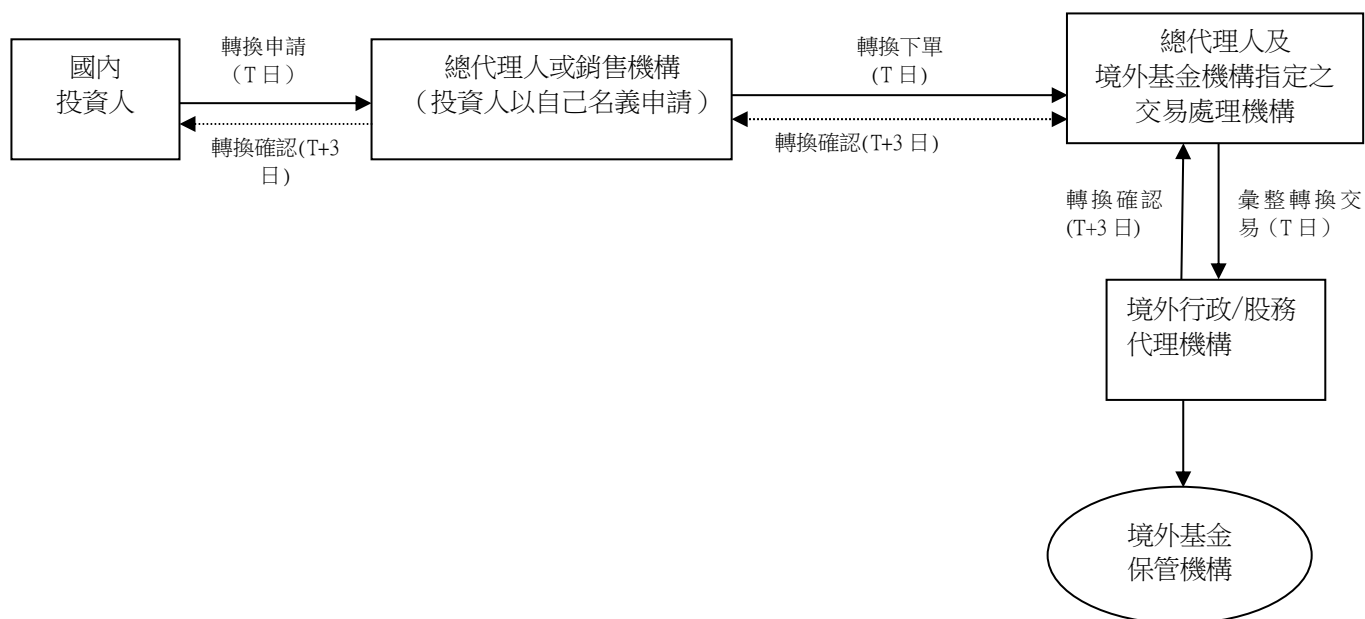 國內
投資人
轉換申請
（T 日）
轉換確認(T+3
日)
總代理人或銷售機構
（投資人以自己名義申請）
轉換下單
(T 日)
轉換確認(T+3 日)
總代理人及
境外基金機構指定之
交易處理機構
轉換確認
(T+3 日)
彙整轉換交
易（T 日）
境外行政/股務
代理機構
境外基金
保管機構